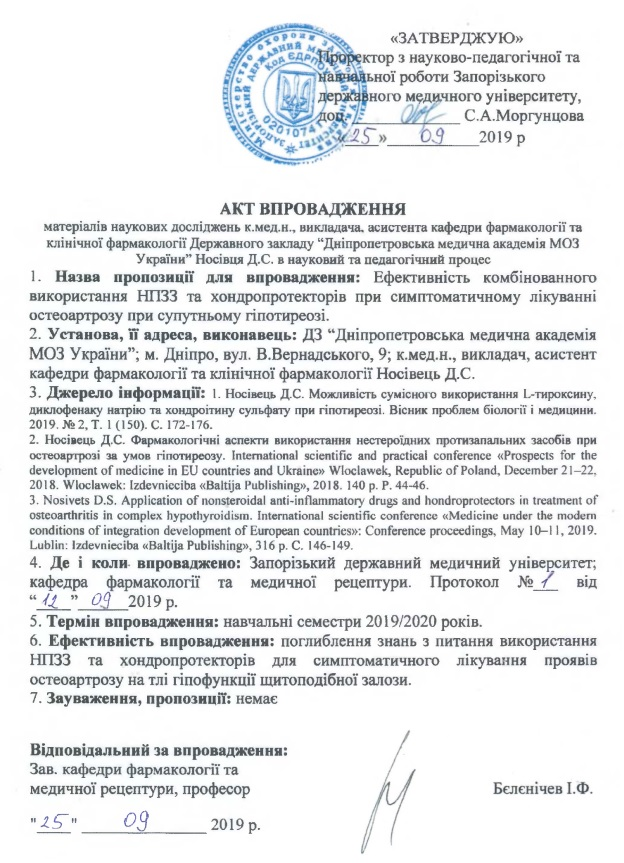 «ЗАТВЕРДЖУЮ»
Проректор з науково-педагогічної та
навчальної роботи Запорізького
державного медичного університету,
доц. С.А.Моргунцова
«25» 09 2019 р
Міністерство охорони
02010741
АКТ ВПРОВАДЖЕННЯ
матеріалів наукових досліджень к.мед.н., викладача, асистента кафедри фармакології та
клінічної фармакології Державного закладу “Дніпропетровська медична академія МОЗ
України” Носівця Д.С. в науковий та педагогічний процес
1. Назва пропозиції для впровадження: Ефективність комбінованого
використання НПЗЗ та хондропротекторів при симптоматичному лікуванні
остеоартрозу при супутньому гіпотиреозі.
2. Установа, її адреса, виконавець: ДЗ “Дніпропетровська медична академія
МОЗ України”; м. Дніпро, вул. В.Вернадського, 9; к.мед.н., викладач, асистент
кафедри фармакології та клінічної фармакології Носівець Д.С.
3. Джерело інформації: 1. Носівець Д.С. Можливість сумісного використання L-тироксину,
диклофенаку натрію та хондроітину сульфату при гіпотиреозі. Вісник проблем біології і медицини.
2019. № 2, Т. 1 (150). С. 172-176.
2. Носівець Д.С. Фармакологічні аспекти використання нестероїдних протизапальних засобів при
остеоартрозі за умов гіпотиреозу. International scientific and practical conference «Prospects for the
development of medicine in EU countries and Ukraine» Wloclawek, Republic of Poland, December 21–22,
2018. Wloclawek: Izdevnieciba «Baltija Publishing», 2018. 140 p. P. 44-46.
3. Nosivets D.S. Application of nonsteroidal anti-inflammatory drugs and hondroprotectors in treatment of
osteoarthritis in complex hypothyroidism. International scientific conference «Medicine under the modern
conditions of integration development of European countries»: Conference proceedings, May 10–11, 2019.
Lublin: Izdevnieciba «Baltija Publishing», 316 p. C. 146-149.
4. Де і коли впроваджено: Запорізький державний медичний університет;
кафедра фармакології та медичної рецептури. Протокол № 1 від
“ 12 ” 09 2019 р.
5. Термін впровадження: навчальні семестри 2019/2020 років.
6. Ефективність впровадження: поглиблення знань з питання використання
НПЗЗ та хондропротекторів для симптоматичного лікування проявів
остеоартрозу на тлі гіпофункції щитоподібної залози.
7. Зауваження, пропозиції: немає
Відповідальний за впровадження:
Зав. кафедри фармакології та
медичної рецептури, професор Бєлєнічев І.Ф.
"25" 09 2019 р.